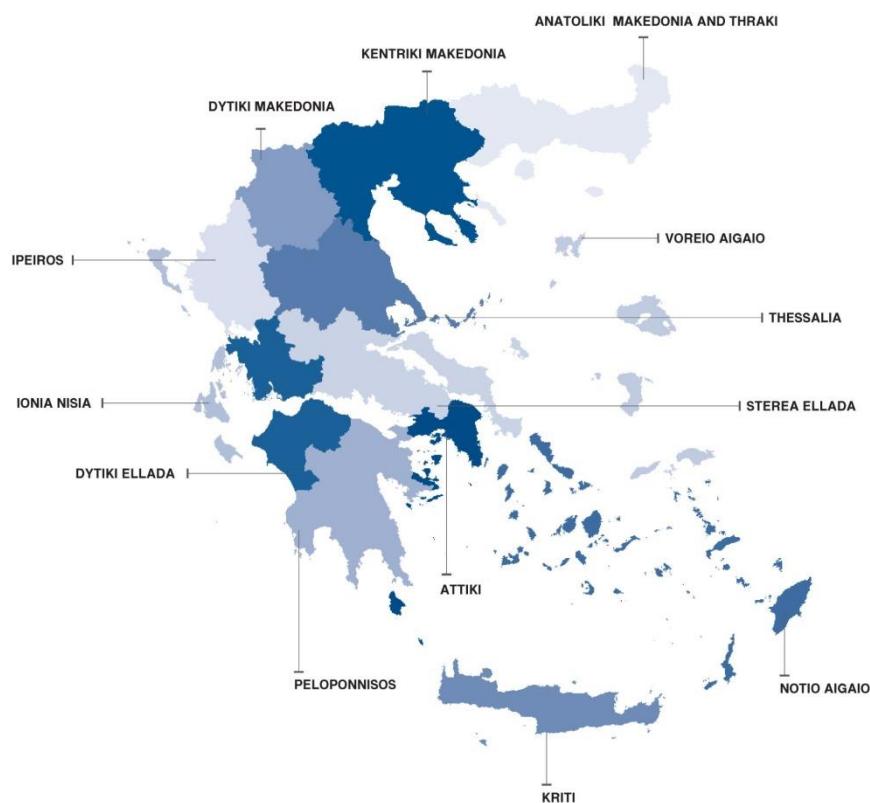 ANATOLIKI MAKEDONIA AND THRAKI
KENTRIKI MAKEDONIA
DYTIKI MAKEDONIA
VOREIO AIGAIO
IPEIROS
THESSALIA
IONIA NISIA
STEREA ELLADA
DYTIKI ELLADA
ATTIKI
PELOPONNISOS
NOTIO AIGAIO
KRITI